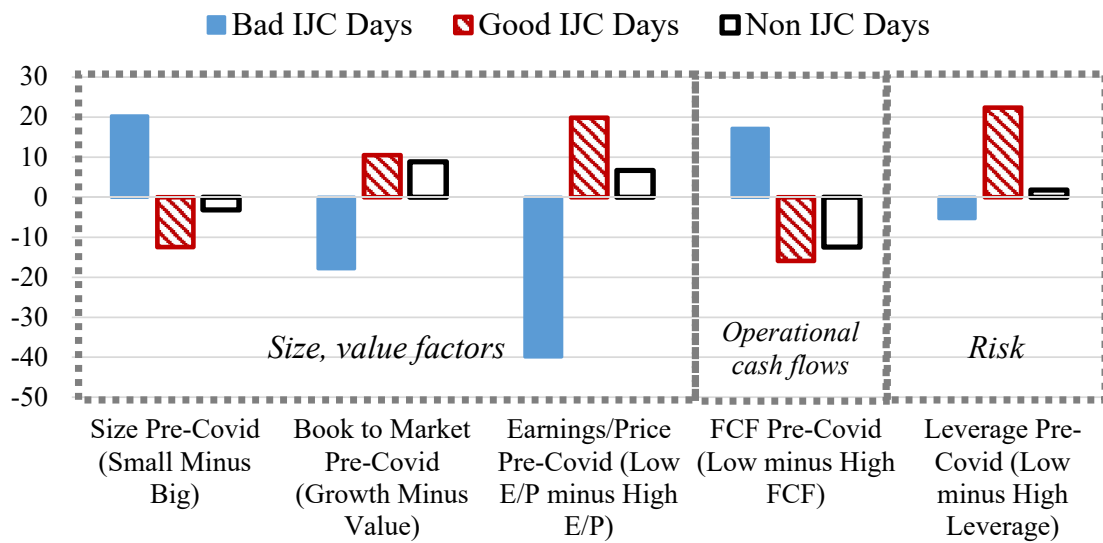 Bad IJC Days Good IJC Days Non IJC Days
30
20
10
0
-10
-20
-30
-40
-50
Size, value factors
Operational
cash flows
Risk
Size Pre-Covid
(Small Minus
Big)
Book to Market
Pre-Covid
(Growth Minus
Value)
Earnings/Price
Pre-Covid (Low
E/P minus High
E/P)
FCF Pre-Covid
(Low minus High
FCF)
Leverage Pre-
Covid (Low
minus High
Leverage)